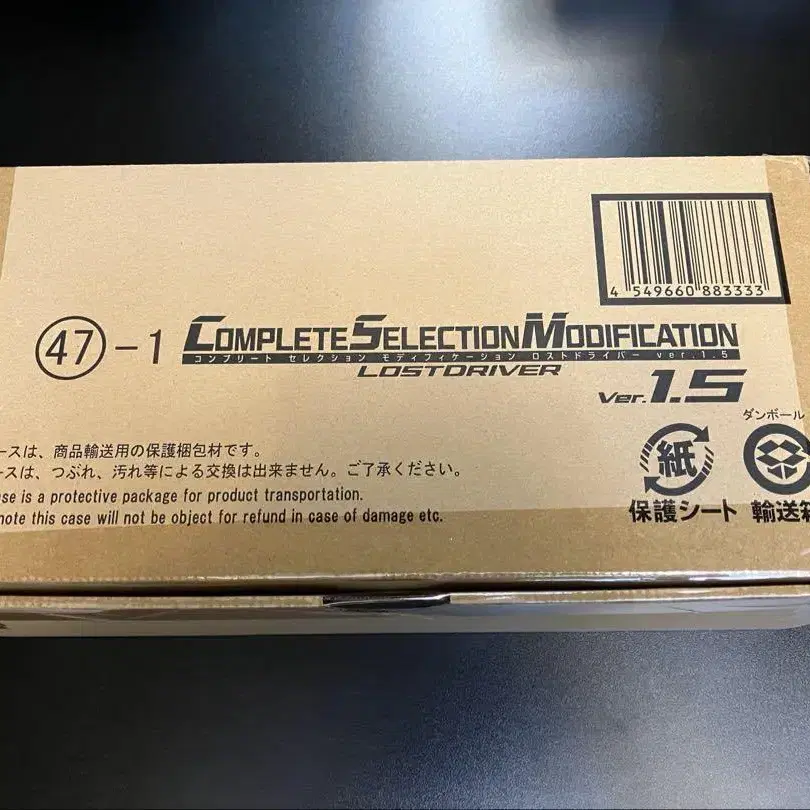 4 549660 883333
47-1 COMPLETE SELECTION MODIFICATION
コンプリート セレクション モディフィケーション ロストドライバー ver.1.5
LOSTDRIVER
Ver.1.5
ースは、商品輸送用の保護梱包材です。
ースは、つぶれ、汚れ等による交換は出来ません。ご了承ください。
se is a protective package for product transportation.
note this case will not be object for refund in case of damage etc.
ダンボール
紙
保護シート
輸送箱